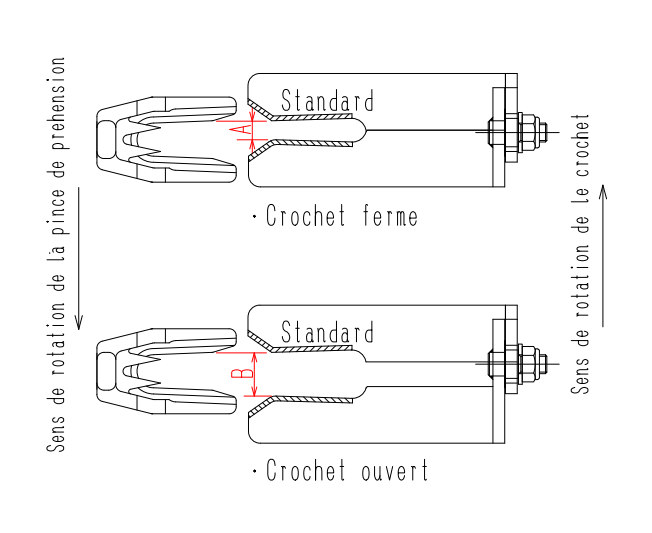 Sens de rotation de là pince de prehension
Standard
A
· Crochet ferme
Standard
B
· Crochet ouvert
Sens de rotation de le crochet